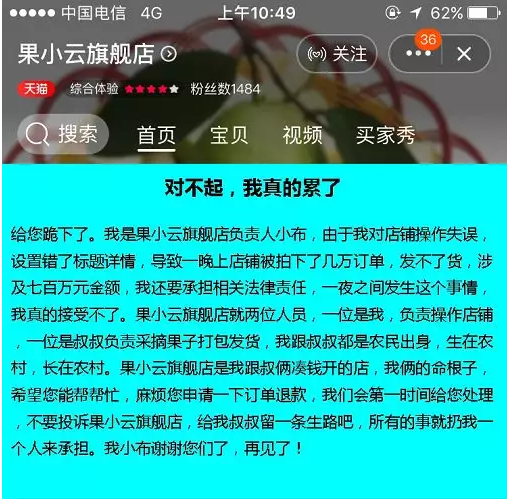 中国电信 4G 上午10:49 62%
36
果小云旗舰店 关注
天猫 综合体验 粉丝数1484
搜索 首页 宝贝 视频 买家秀
对不起，我真的累了
给您跪下了。我是果小云旗舰店负责人小布，由于我对店铺操作失误，
设置错了标题详情，导致一晚上店铺被拍下了几万订单，发不了货，涉
及七百万元金额，我还要承担相关法律责任，一夜之间发生这个事情，
我真的接受不了。果小云旗舰店就两位人员，一位是我，负责操作店铺
，一位是叔叔负责采摘果子打包发货，我跟叔叔都是农民出身，生在农
村，长在农村。果小云旗舰店是我跟叔俩凑钱开的店，我俩的命根子，
希望您能帮帮忙，麻烦您申请一下订单退款，我们会第一时间给您处理
，不要投诉果小云旗舰店，给我叔叔留一条生路吧，所有的事就扔我一
个人来承担。我小布谢谢您们了，再见了！